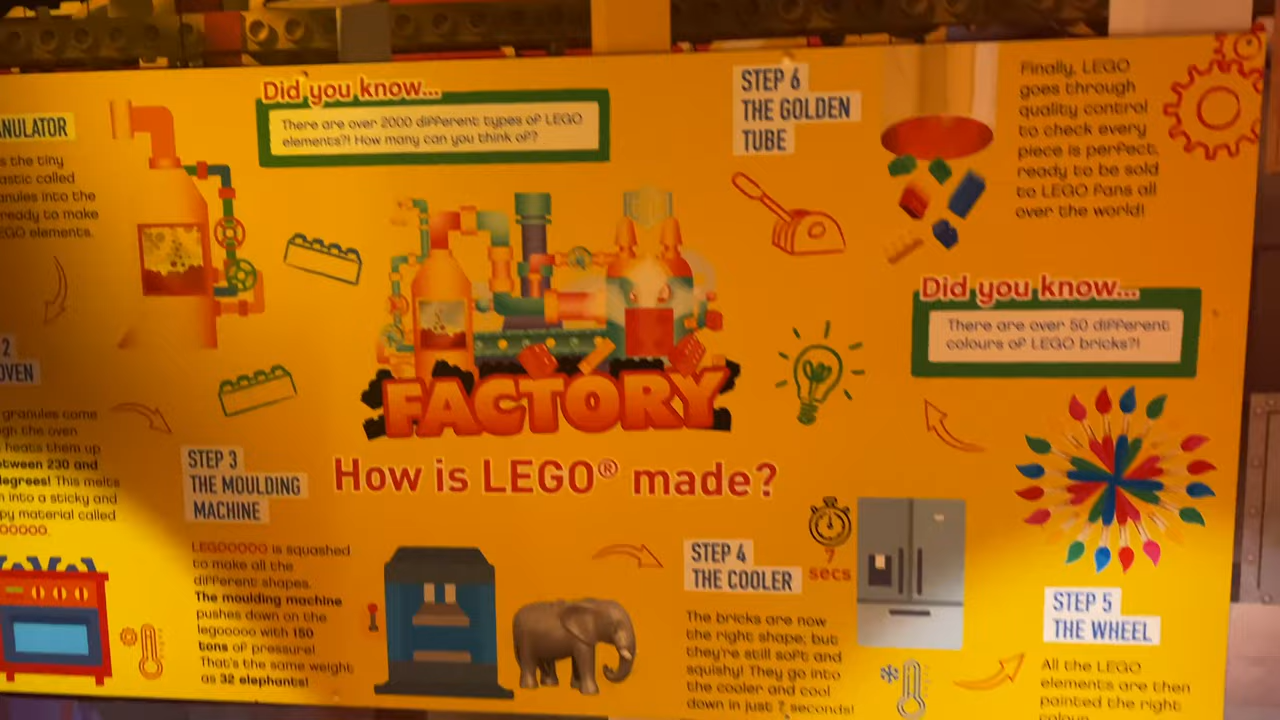 ANULATOR
s the tiny
astic called
anules into the
ready to make
EGO elements.
2
OVEN
granules come
gh the oven
heats them up
etween 230 and
degrees! This melts
n into a sticky and
py material called
OOOOO.
Did you know...
There are over 2000 different types of LEGO
elements?! How many can you think of?
FACTORY
How is LEGO® made?
STEP 3
THE MOULDING
MACHINE
LEGOOOOO is squashed
to make all the
different shapes.
The moulding machine
pushes down on the
legooooo with 150
tons of pressure!
That's the same weight
as 32 elephants!
STEP 4
THE COOLER
7
secs
The bricks are now
the right shape; but
they're still soft and
squishy! They go into
the cooler and cool
down in just 7 seconds!
STEP 5
THE WHEEL
All the LEGO
elements are then
painted the right
colour
Did you know...
There are over 50 different
colours of LEGO bricks?!
STEP 6
THE GOLDEN
TUBE
Finally, LEGO
goes through
quality control
to check every
piece is perfect,
ready to be sold
to LEGO fans all
over the world!